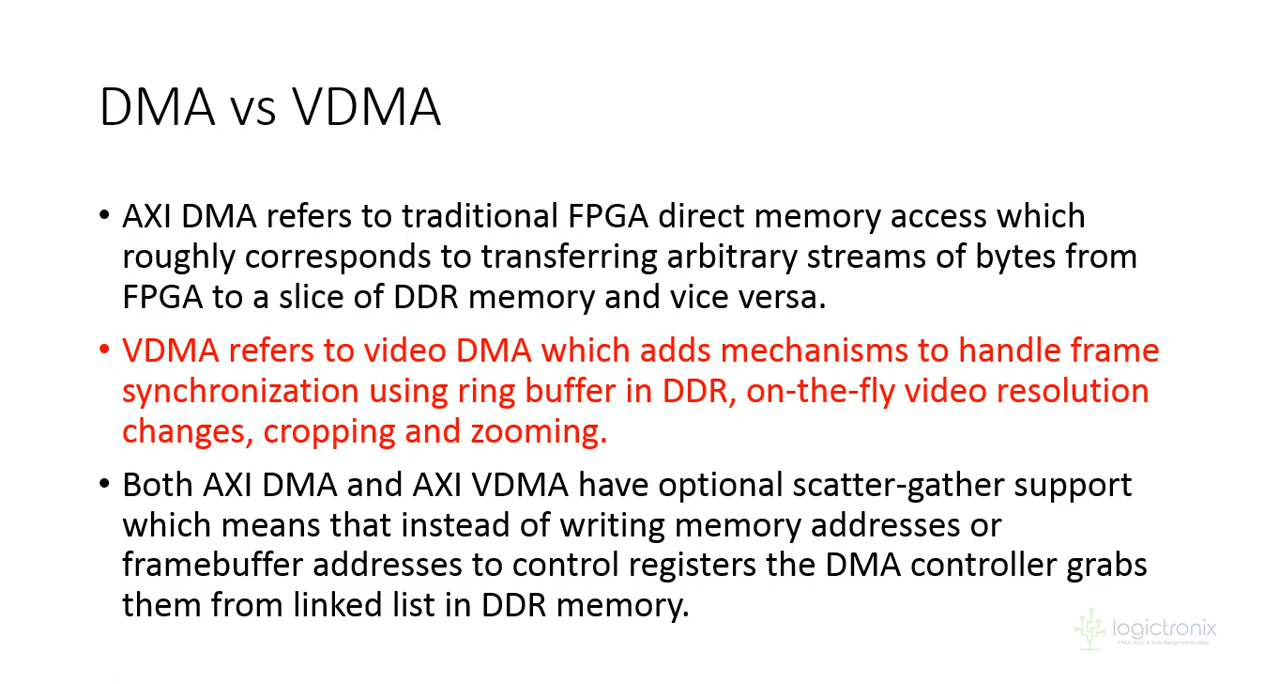 DMA vs VDMA
• AXI DMA refers to traditional FPGA direct memory access which
roughly corresponds to transferring arbitrary streams of bytes from
FPGA to a slice of DDR memory and vice versa.
• VDMA refers to video DMA which adds mechanisms to handle frame
synchronization using ring buffer in DDR, on-the-fly video resolution
changes, cropping and zooming.
• Both AXI DMA and AXI VDMA have optional scatter-gather support
which means that instead of writing memory addresses or
framebuffer addresses to control registers the DMA controller grabs
them from linked list in DDR memory.
logictronix